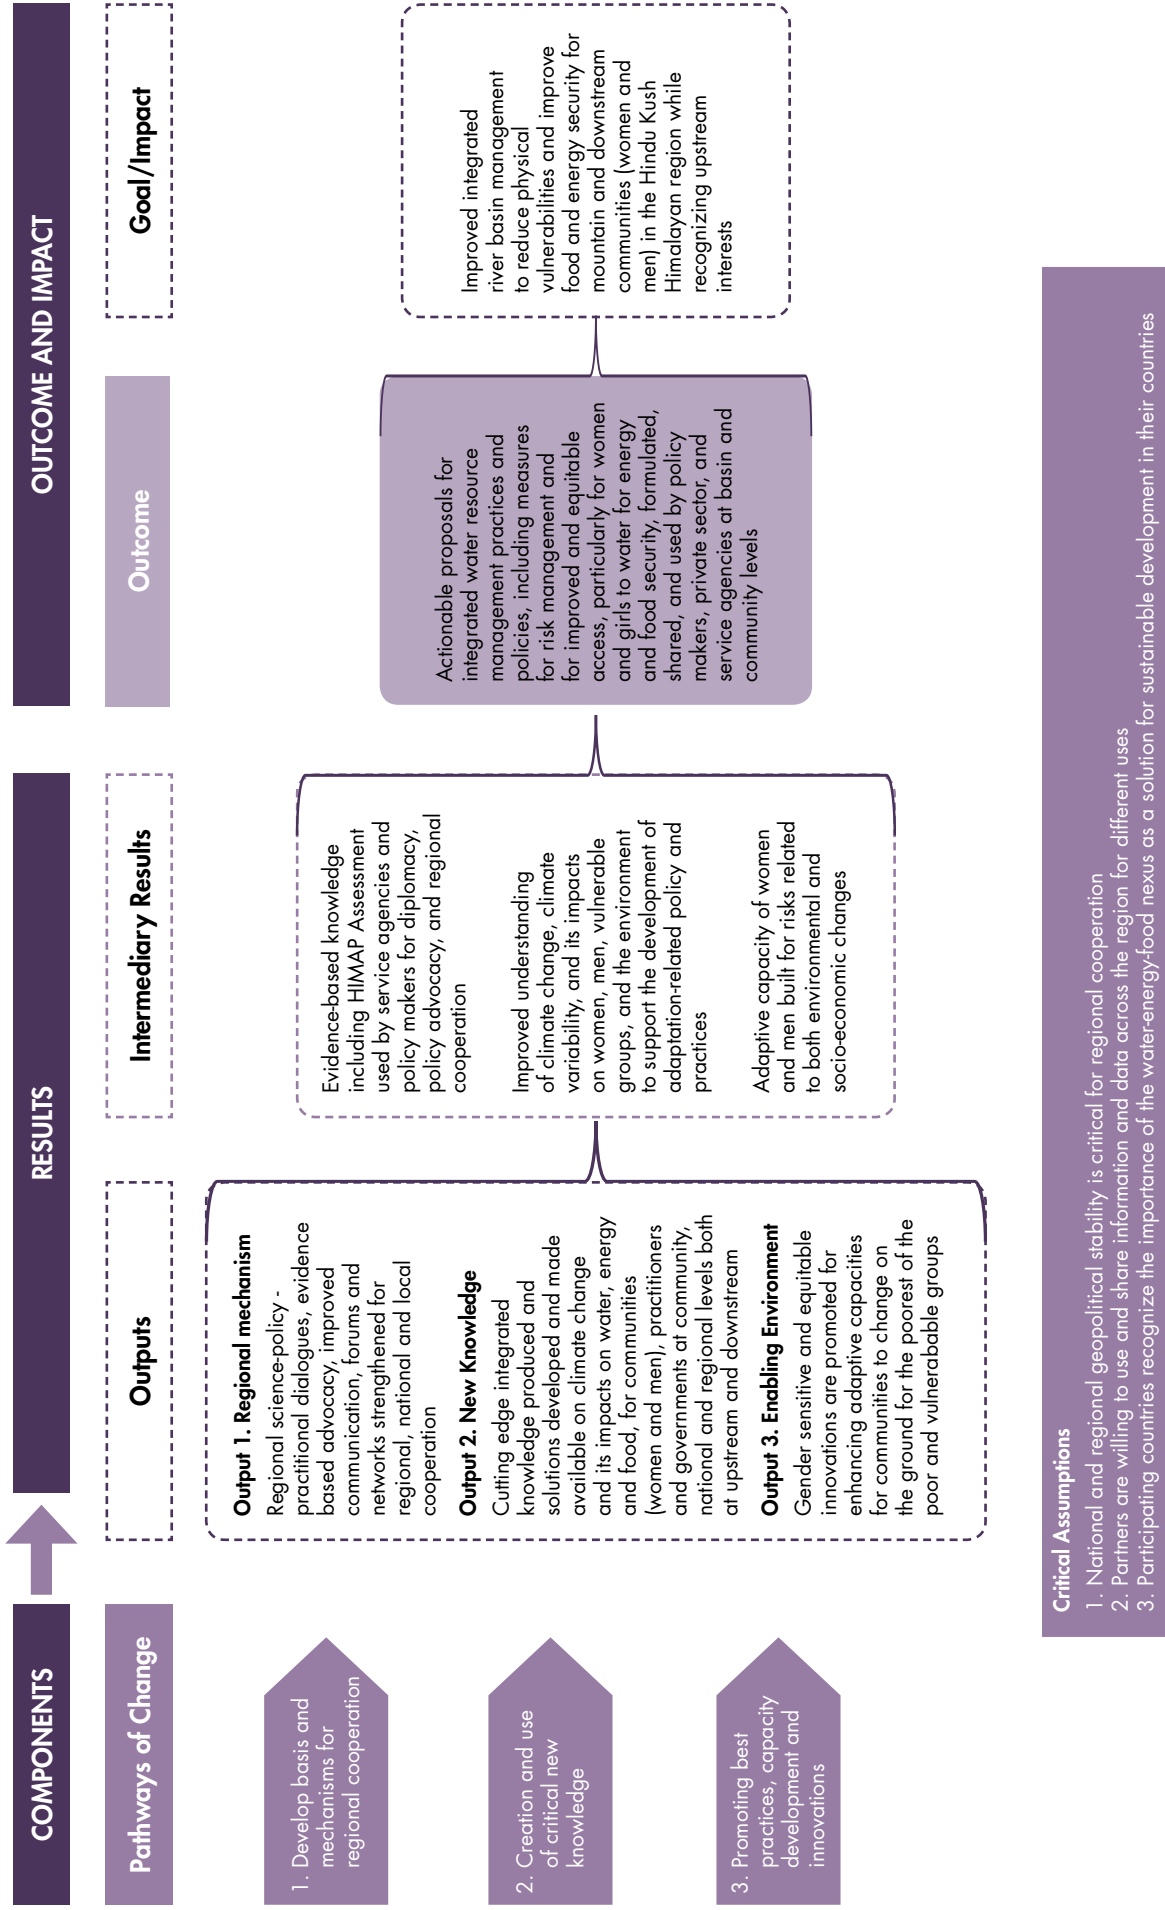 COMPONENTS
RESULTS
OUTCOME AND IMPACT
Pathways of Change
Outputs
Intermediary Results
Outcome
Goal/Impact
1. Develop basis and
mechanisms for
regional cooperation
2. Creation and use
of critical new
knowledge
3. Promoting best
practices, capacity
development and
innovations
Output 1. Regional mechanism
Regional science-policy -
practitional dialogues, evidence
based advocacy, improved
communication, forums and
networks strengthened for
regional, national and local
cooperation
Output 2. New Knowledge
Cutting edge integrated
knowledge produced and
solutions developed and made
available on climate change
and its impacts on water, energy
and food, for communities
(women and men), practitioners
and governments at community,
national and regional levels both
at upstream and downstream
Output 3. Enabling Environment
Gender sensitive and equitable
innovations are promoted for
enhancing adaptive capacities
for communities to change on
the ground for the poorest of the
poor and vulnerabable groups
Evidence-based knowledge
including HIMAP Assessment
used by service agencies and
policy makers for diplomacy,
policy advocacy, and regional
cooperation
Improved understanding
of climate change, climate
variability, and its impacts
on women, men, vulnerable
groups, and the environment
to support the development of
adaptation-related policy and
practices
Adaptive capacity of women
and men built for risks related
to both environmental and
socio-economic changes
Actionable proposals for
integrated water resource
management practices and
policies, including measures
for risk management and
for improved and equitable
access, particularly for women
and girls to water for energy
and food security, formulated,
shared, and used by policy
makers, private sector, and
service agencies at basin and
community levels
Improved integrated
river basin management
to reduce physical
vulnerabilities and improve
food and energy security for
mountain and downstream
communities (women and
men) in the Hindu Kush
Himalayan region while
recognizing upstream
interests
Critical Assumptions
1. National and regional geopolitical stability is critical for regional cooperation
2. Partners are willing to use and share information and data across the region for different uses
3. Participating countries recognize the importance of the water-energy-food nexus as a solution for sustainable development in their countries